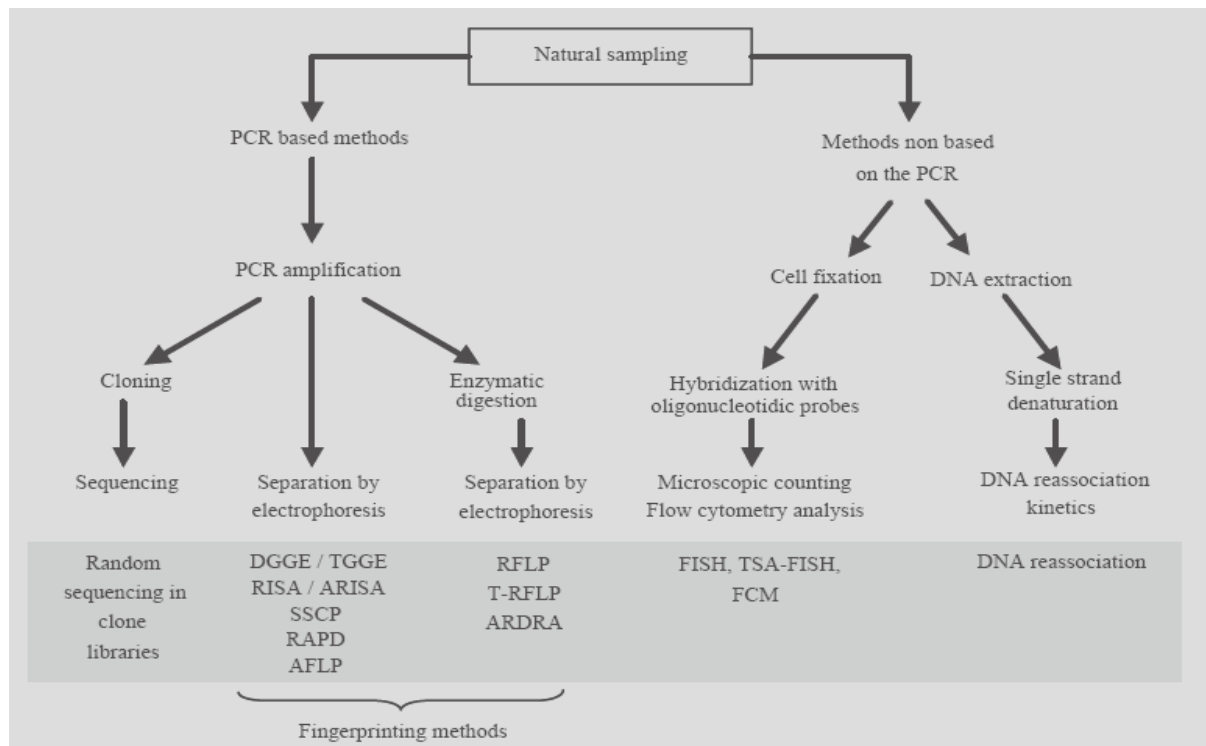 Natural sampling
PCR based methods
Methods non based
on the PCR
PCR amplification
Cell fixation
DNA extraction
Cloning
Enzymatic
digestion
Hybridization with
oligonucleotidic probes
Single strand
denaturation
Sequencing
Separation by
electrophoresis
Separation by
electrophoresis
Microscopic counting
Flow cytometry analysis
DNA reassociation
kinetics
Random
sequencing in
clone
libraries
DGGE / TGGE
RISA / ARISA
SSCP
RAPD
AFLP
RFLP
T-RFLP
ARDRA
FISH, TSA-FISH,
FCM
DNA reassociation
Fingerprinting methods